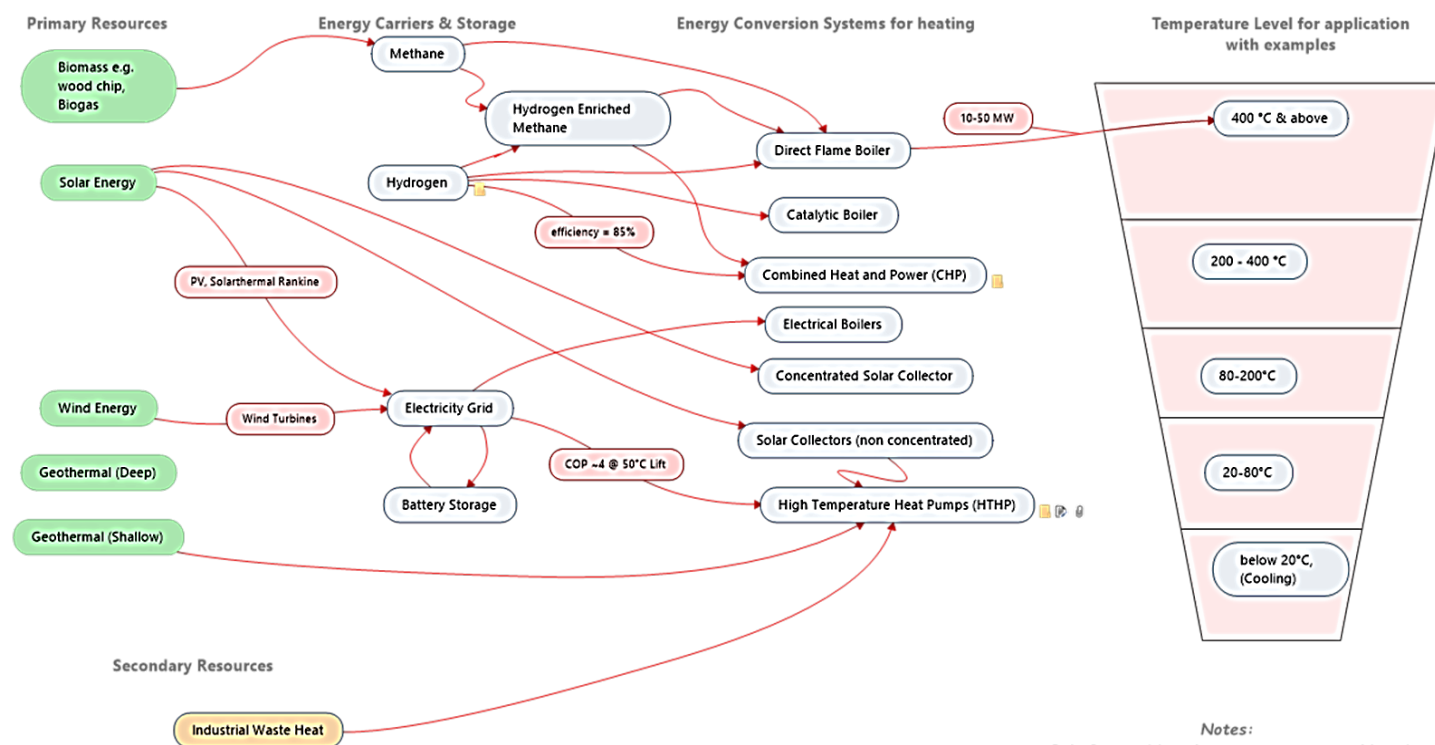 Primary Resources
Energy Carriers & Storage
Energy Conversion Systems for heating
Temperature Level for application
with examples
Biomass e.g.
wood chip,
Biogas
Methane
Hydrogen Enriched
Methane
10-50 MW
400 °C & above
Direct Flame Boiler
Solar Energy
Hydrogen
Catalytic Boiler
efficiency = 85%
200 - 400 °C
PV, Solarthermal Rankine
Combined Heat and Power (CHP)
Electrical Boilers
Concentrated Solar Collector
80-200°C
Wind Energy
Wind Turbines
Electricity Grid
Solar Collectors (non concentrated)
COP ~4 @ 50°C Lift
20-80°C
Geothermal (Deep)
Battery Storage
High Temperature Heat Pumps (HTHP)
Geothermal (Shallow)
below 20°C,
(Cooling)
Secondary Resources
Industrial Waste Heat
Notes: